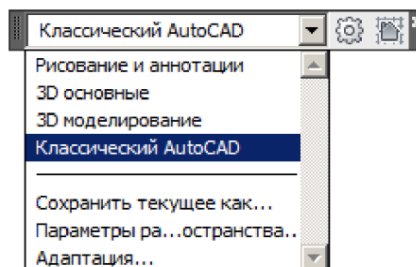 Классический AutoCAD
Рисование и аннотации
3D основные
3D моделирование
Классический AutoCAD
Сохранить текущее как...
Параметры ра...остранства..
Адаптация...